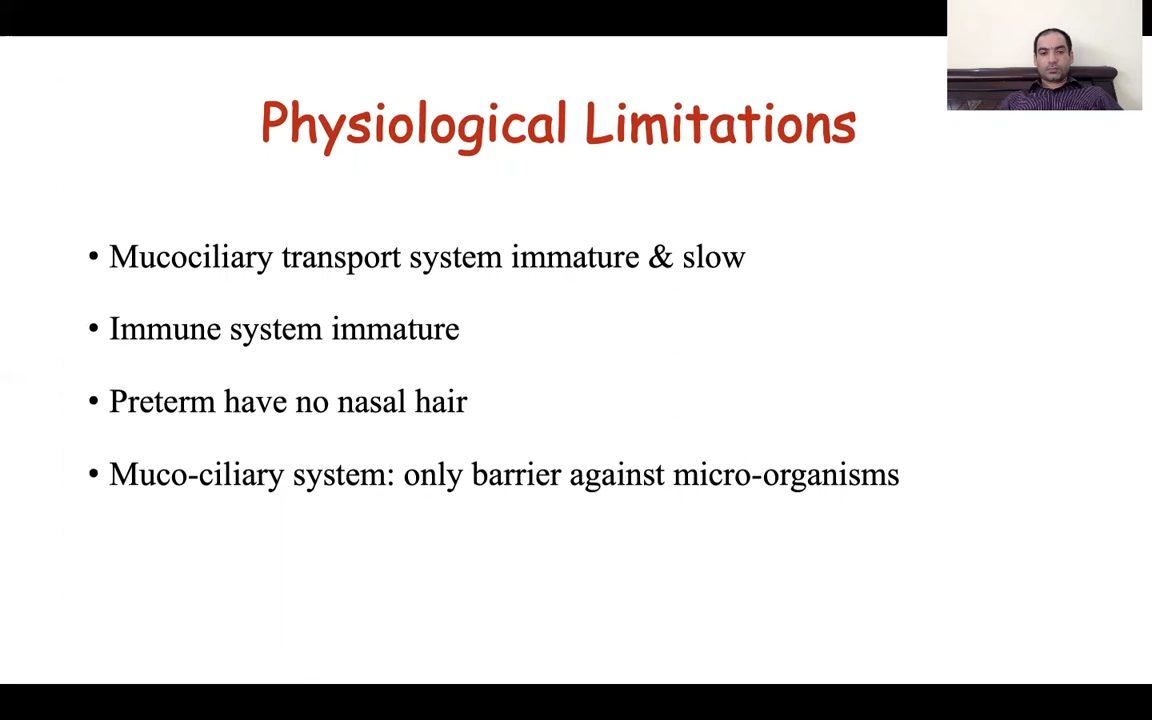 Physiological Limitations
• Mucociliary transport system immature & slow
• Immune system immature
• Preterm have no nasal hair
• Muco-ciliary system: only barrier against micro-organisms